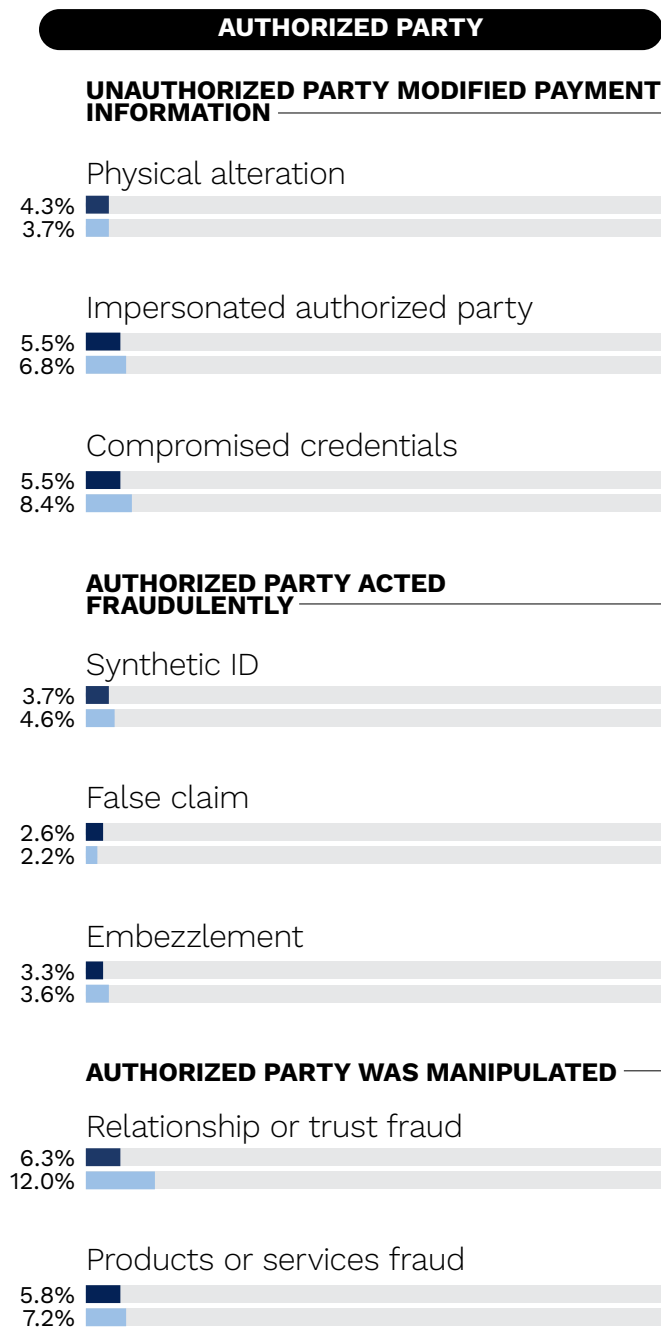 AUTHORIZED PARTY
UNAUTHORIZED PARTY MODIFIED PAYMENT
INFORMATION
Physical alteration
4.3%
3.7%
Impersonated authorized party
5.5%
6.8%
Compromised credentials
5.5%
8.4%
AUTHORIZED PARTY ACTED
FRAUDULENTLY
Synthetic ID
3.7%
4.6%
False claim
2.6%
2.2%
Embezzlement
3.3%
3.6%
AUTHORIZED PARTY WAS MANIPULATED
Relationship or trust fraud
6.3%
12.0%
Products or services fraud
5.8%
7.2%